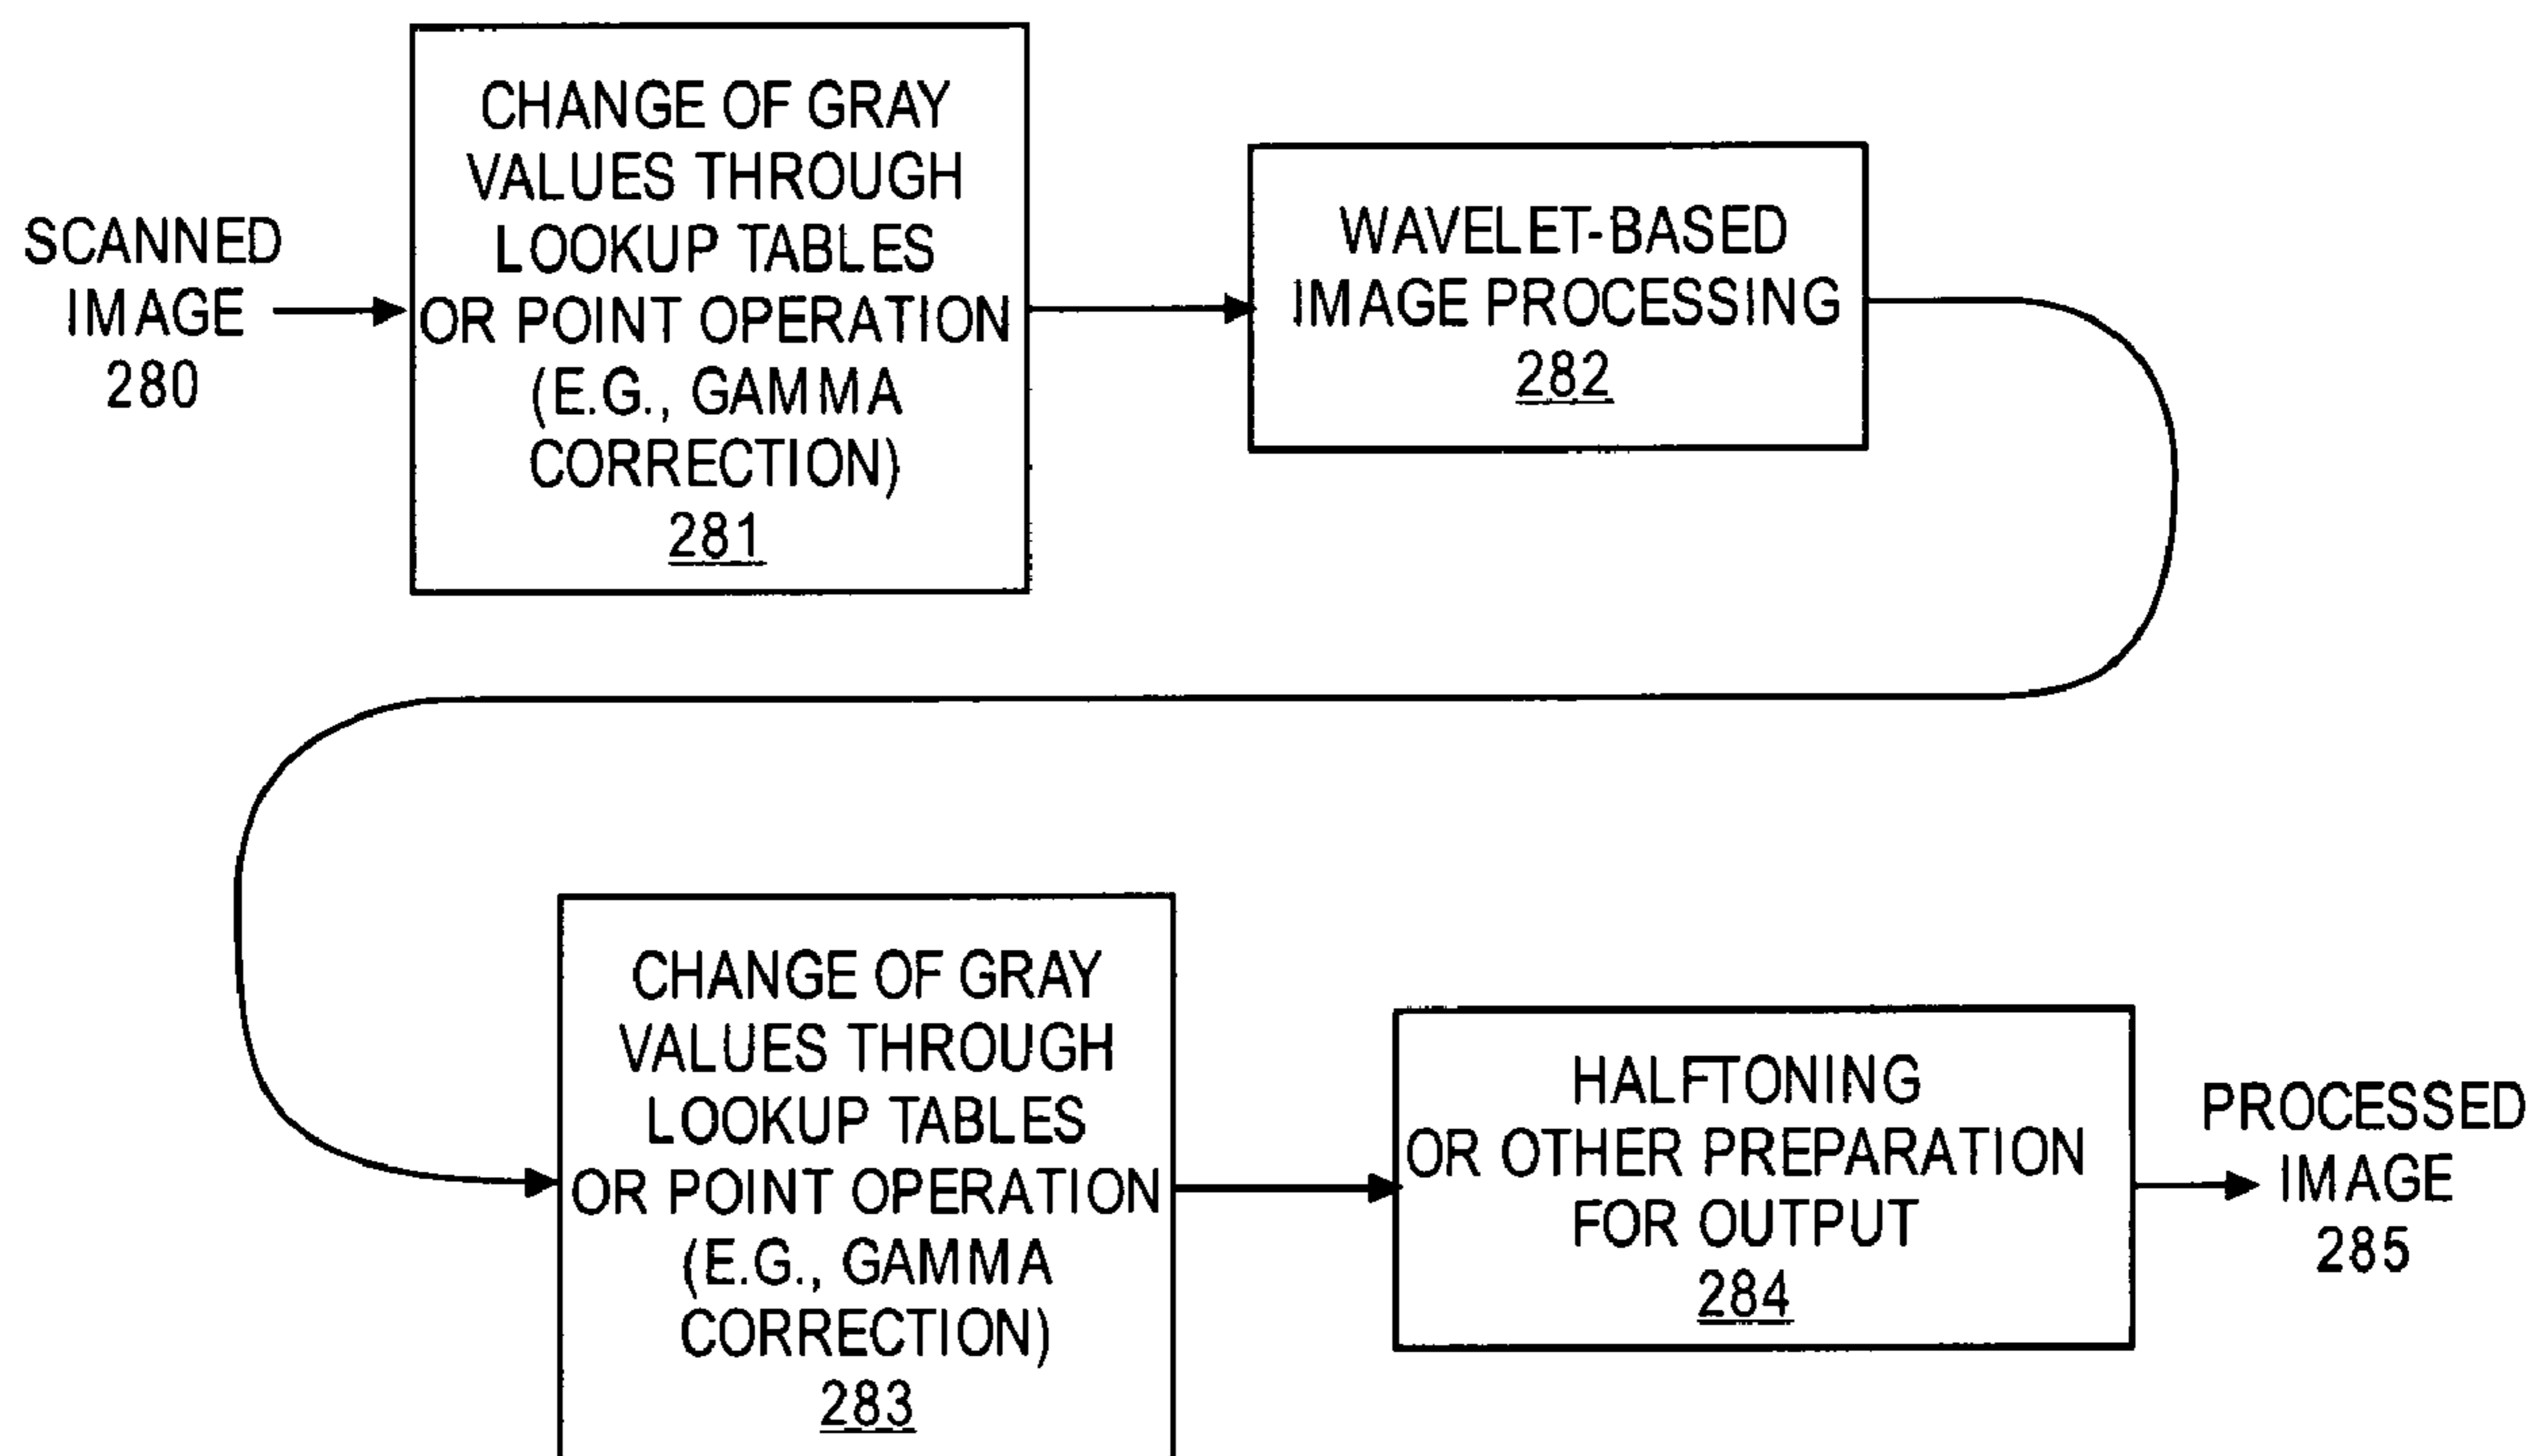 SCANNED
IMAGE
280
CHANGE OF GRAY
VALUES THROUGH
LOOKUP TABLES
OR POINT OPERATION
(E.G., GAMMA
CORRECTION)
281
WAVELET-BASED
IMAGE PROCESSING
282
CHANGE OF GRAY
VALUES THROUGH
LOOKUP TABLES
OR POINT OPERATION
(E.G., GAMMA
CORRECTION)
283
HALFTONING
OR OTHER PREPARATION
FOR OUTPUT
284
PROCESSED
IMAGE
285